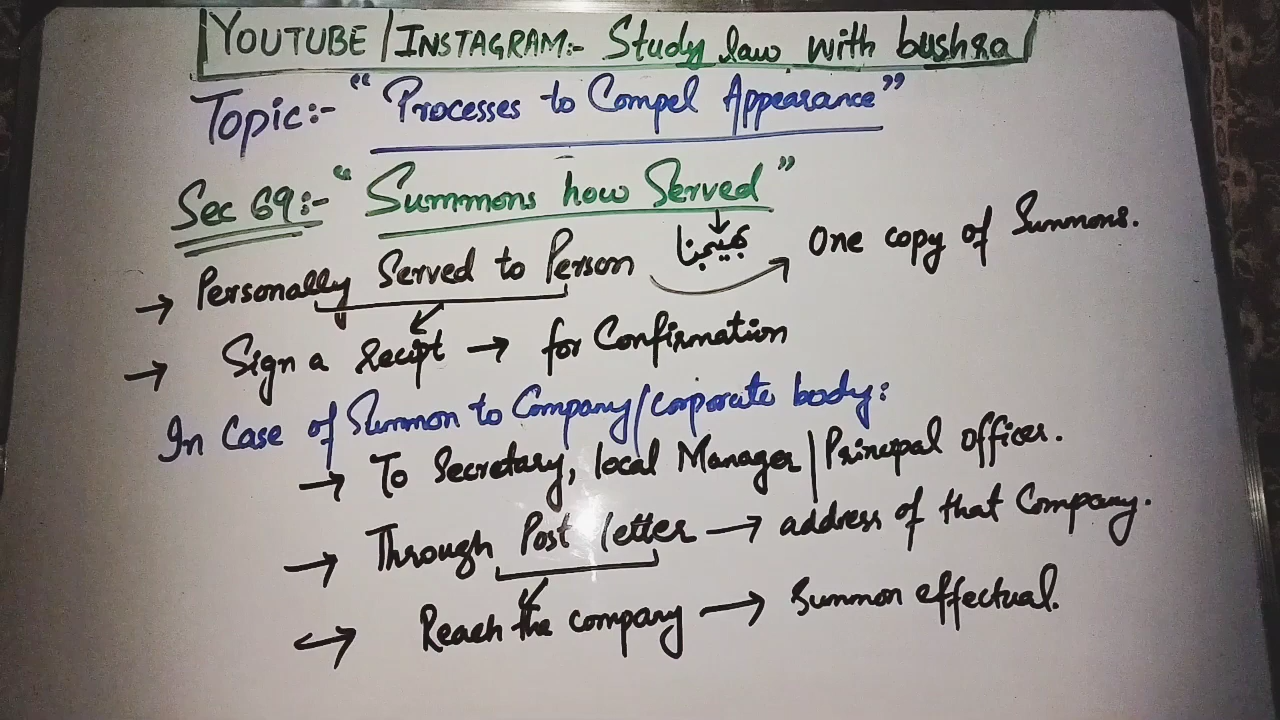 YOUTUBE/INSTAGRAM:- Study law with bushra
Topic:- "Processes to Compel Appearance"
Sec 69:- "Summons how Served"
بھیجنا
→ Personally Served to Person → One copy of Summons.
→ Sign a Recipt → for Confirmation
In Case of Summon to Company/corporate body:
→ To Secretary, local Manager/Principal officer.
→ Through Post letter → address of that Company.
↔ Reach the company → Summon effectual.